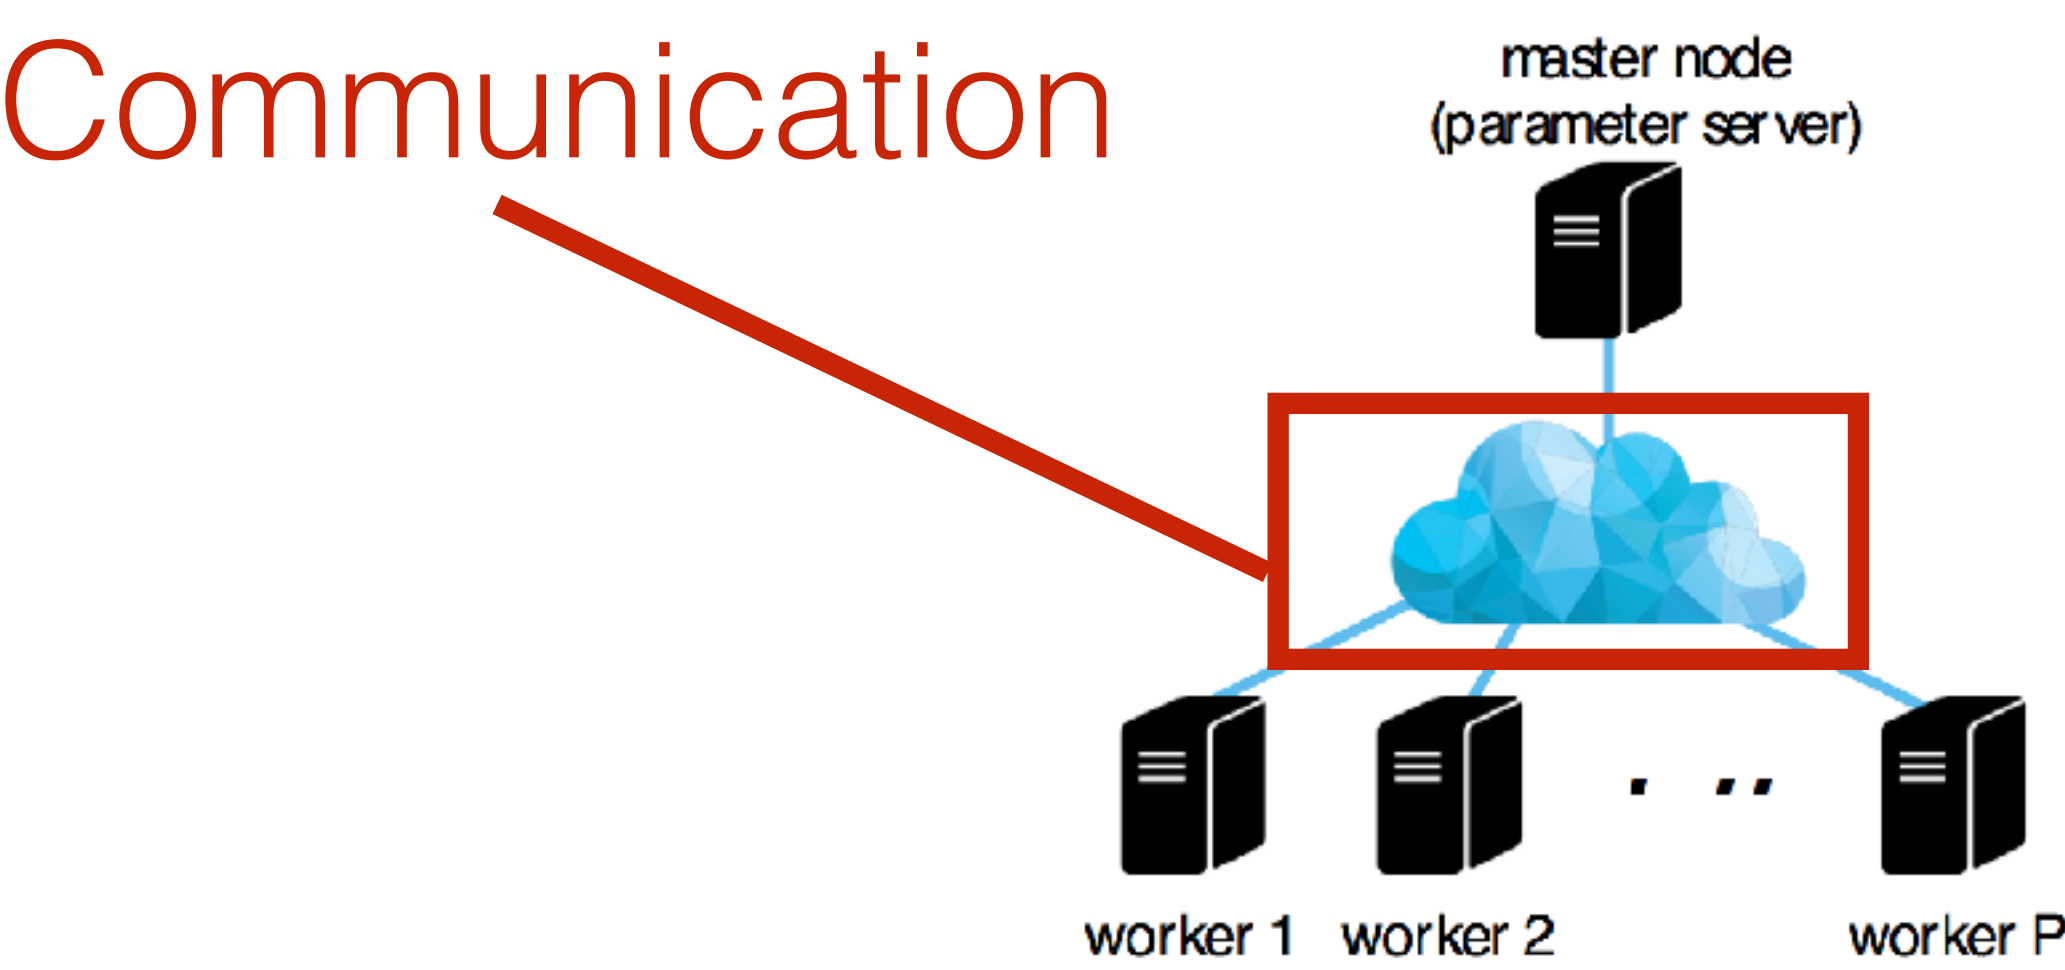 Communication
master node
(parameter server)
. ..
worker 1 worker 2 worker P